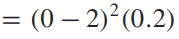 = (0 – 2)²(0.2)